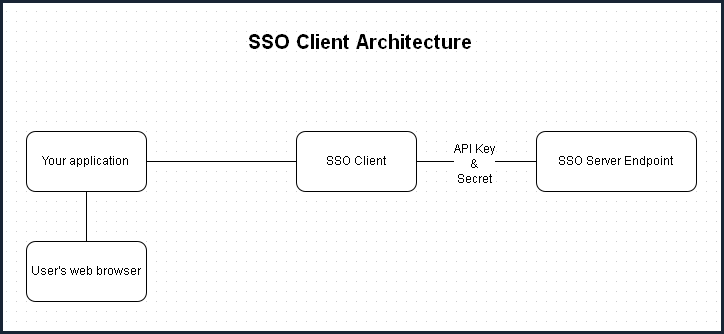 SSO Client Architecture
Your application
SSO Client
API Key
&
Secret
SSO Server Endpoint
User's web browser